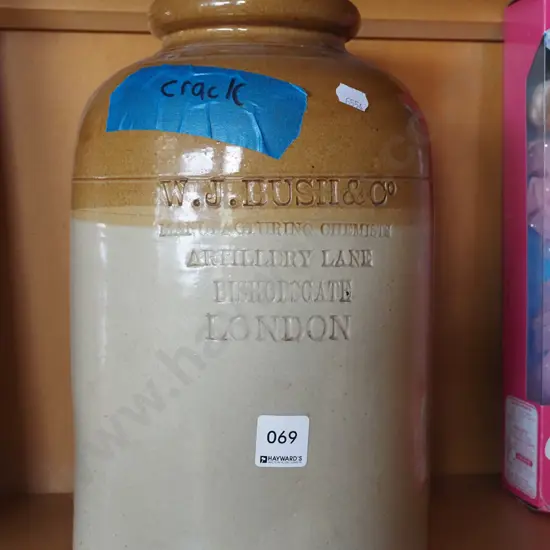 crack
W.J. BUSH & Co
MANUFACTURING CHEMISTS
ARTILLERY LANE
BISHOPSGATE
LONDON
069
HAYWARD'S